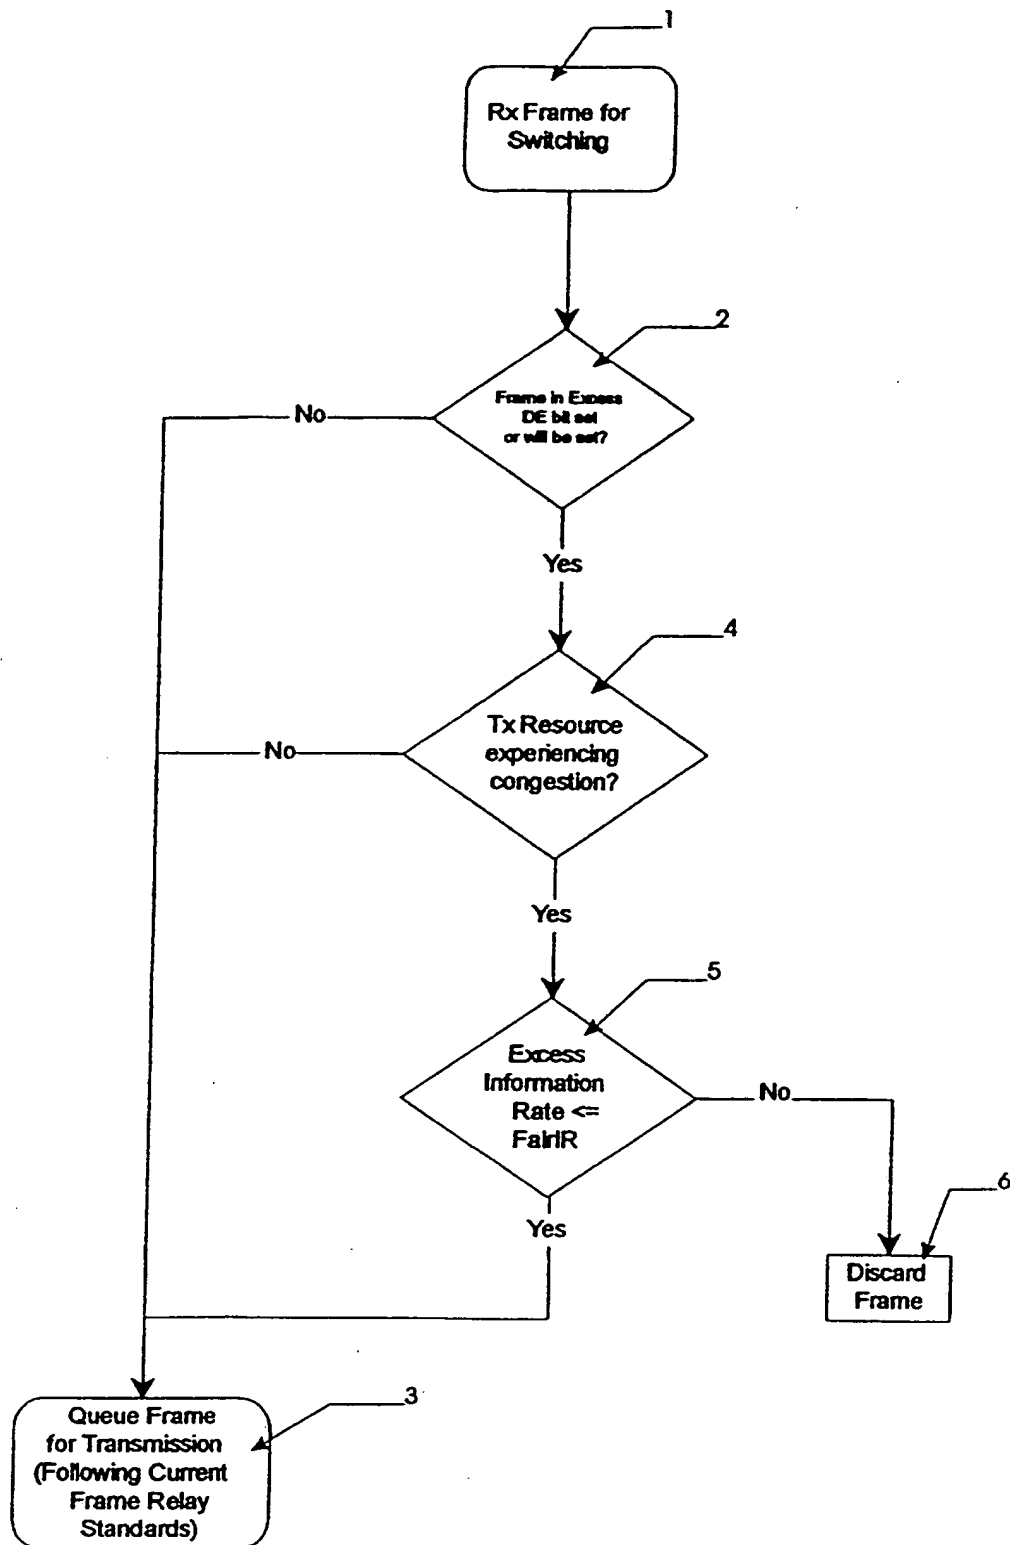 1
Rx Frame for
Switching
2
Frame in Excess
DE bit set
or will be set?
No
Yes
4
Tx Resource
experiencing
congestion?
No
Yes
5
Excess
Information
Rate <=
FairIR
No
Yes
6
Discard
Frame
3
Queue Frame
for Transmission
(Following Current
Frame Relay
Standards)